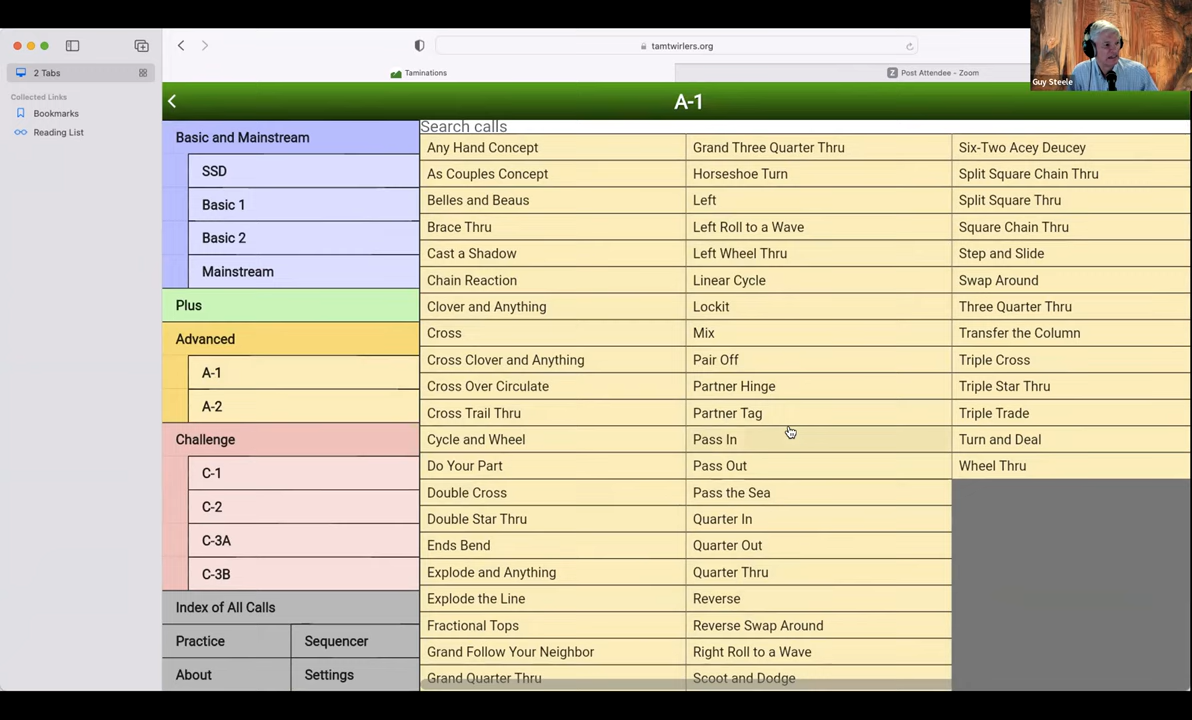 tamtwirlers.org
2 Tabs
Taminations
Z Post Attendee - Zoom
Guy Steele
Collected Links
Bookmarks
Reading List
A-1
Basic and Mainstream
SSD
Basic 1
Basic 2
Mainstream
Plus
Advanced
A-1
A-2
Challenge
C-1
C-2
C-3A
C-3B
Index of All Calls
Practice
Sequencer
About
Settings
Search calls
Any Hand Concept
As Couples Concept
Belles and Beaus
Brace Thru
Cast a Shadow
Chain Reaction
Clover and Anything
Cross
Cross Clover and Anything
Cross Over Circulate
Cross Trail Thru
Cycle and Wheel
Do Your Part
Double Cross
Double Star Thru
Ends Bend
Explode and Anything
Explode the Line
Fractional Tops
Grand Follow Your Neighbor
Grand Quarter Thru
Grand Three Quarter Thru
Horseshoe Turn
Left
Left Roll to a Wave
Left Wheel Thru
Linear Cycle
Lockit
Mix
Pair Off
Partner Hinge
Partner Tag
Pass In
Pass Out
Pass the Sea
Quarter In
Quarter Out
Quarter Thru
Reverse
Reverse Swap Around
Right Roll to a Wave
Scoot and Dodge
Six-Two Acey Deucey
Split Square Chain Thru
Split Square Thru
Square Chain Thru
Step and Slide
Swap Around
Three Quarter Thru
Transfer the Column
Triple Cross
Triple Star Thru
Triple Trade
Turn and Deal
Wheel Thru